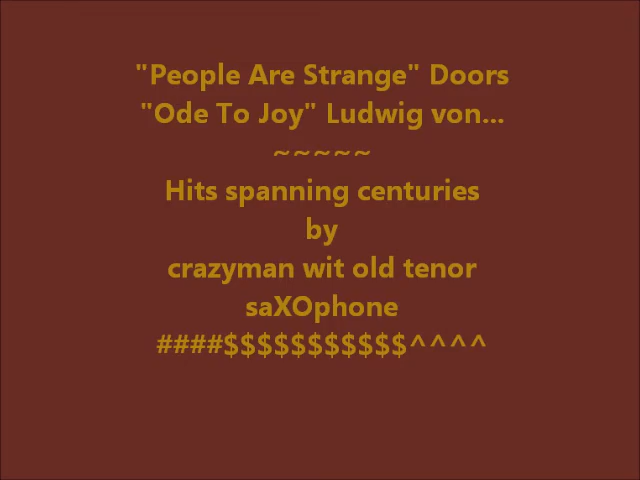 "People Are Strange" Doors
"Ode To Joy" Ludwig von...
~~~~~
Hits spanning centuries
by
crazyman wit old tenor
saXOphone
####$$$$$$$$$$$^^^^